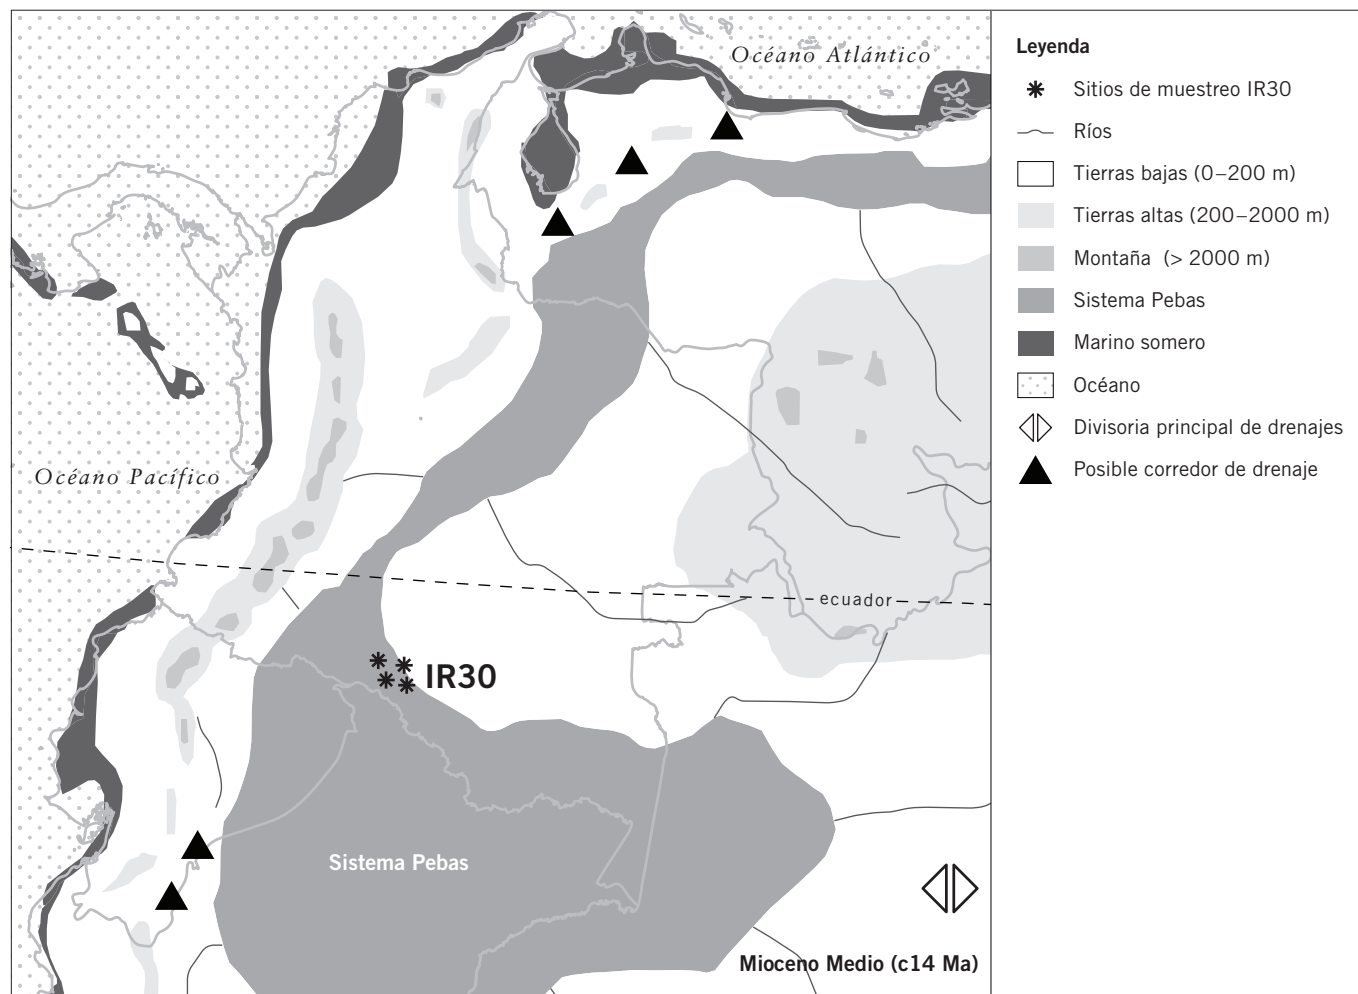 Océano Atlántico
Océano Pacífico
ecuador
IR30
Sistema Pebas
Mioceno Medio (c14 Ma)
Leyenda
Sitios de muestreo IR30
Ríos
Tierras bajas (0–200 m)
Tierras altas (200–2000 m)
Montaña (> 2000 m)
Sistema Pebas
Marino somero
Océano
Divisoria principal de drenajes
Posible corredor de drenaje